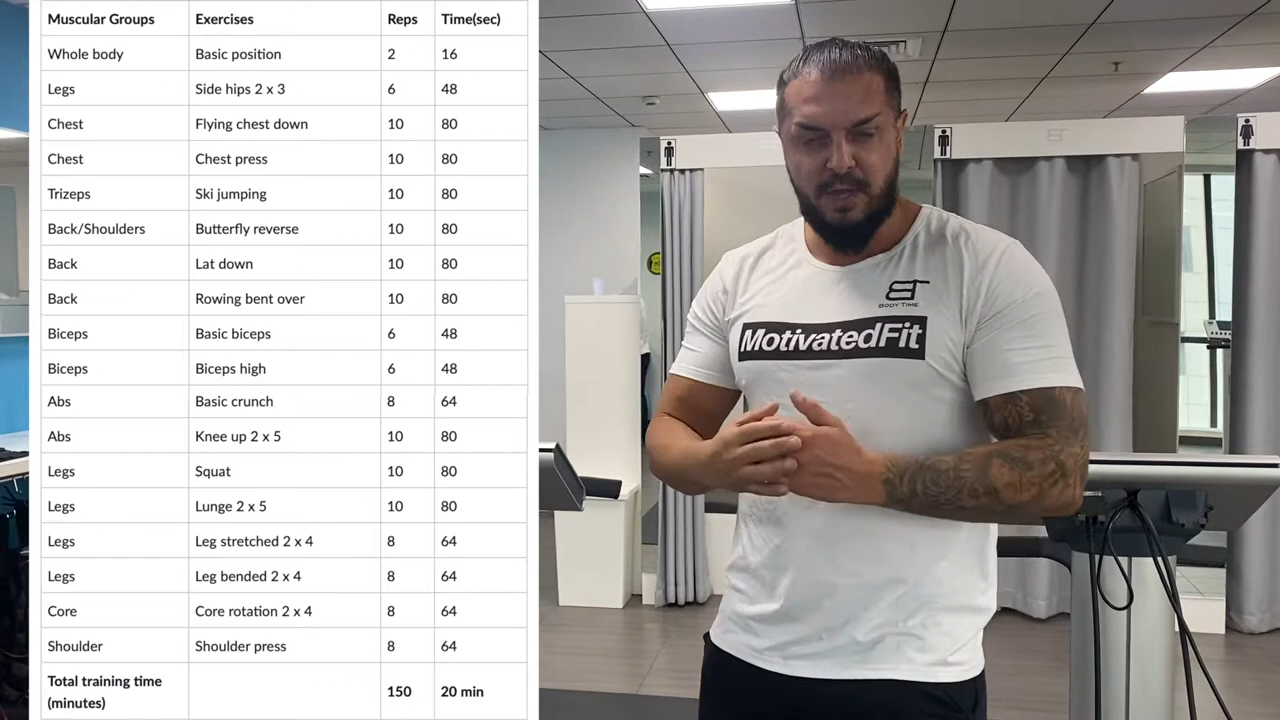 Muscular Groups Exercises Reps Time(sec)
Whole body Basic position 2 16
Legs Side hips 2 x 3 6 48
Chest Flying chest down 10 80
Chest Chest press 10 80
Trizeps Ski jumping 10 80
Back/Shoulders Butterfly reverse 10 80
Back Lat down 10 80
Back Rowing bent over 10 80
Biceps Basic biceps 6 48
Biceps Biceps high 6 48
Abs Basic crunch 8 64
Abs Knee up 2 x 5 10 80
Legs Squat 10 80
Legs Lunge 2 x 5 10 80
Legs Leg stretched 2 x 4 8 64
Legs Leg bended 2 x 4 8 64
Core Core rotation 2 x 4 8 64
Shoulder Shoulder press 8 64
Total training time
(minutes) 150 20 min
BT
BODY TIME
MotivatedFit